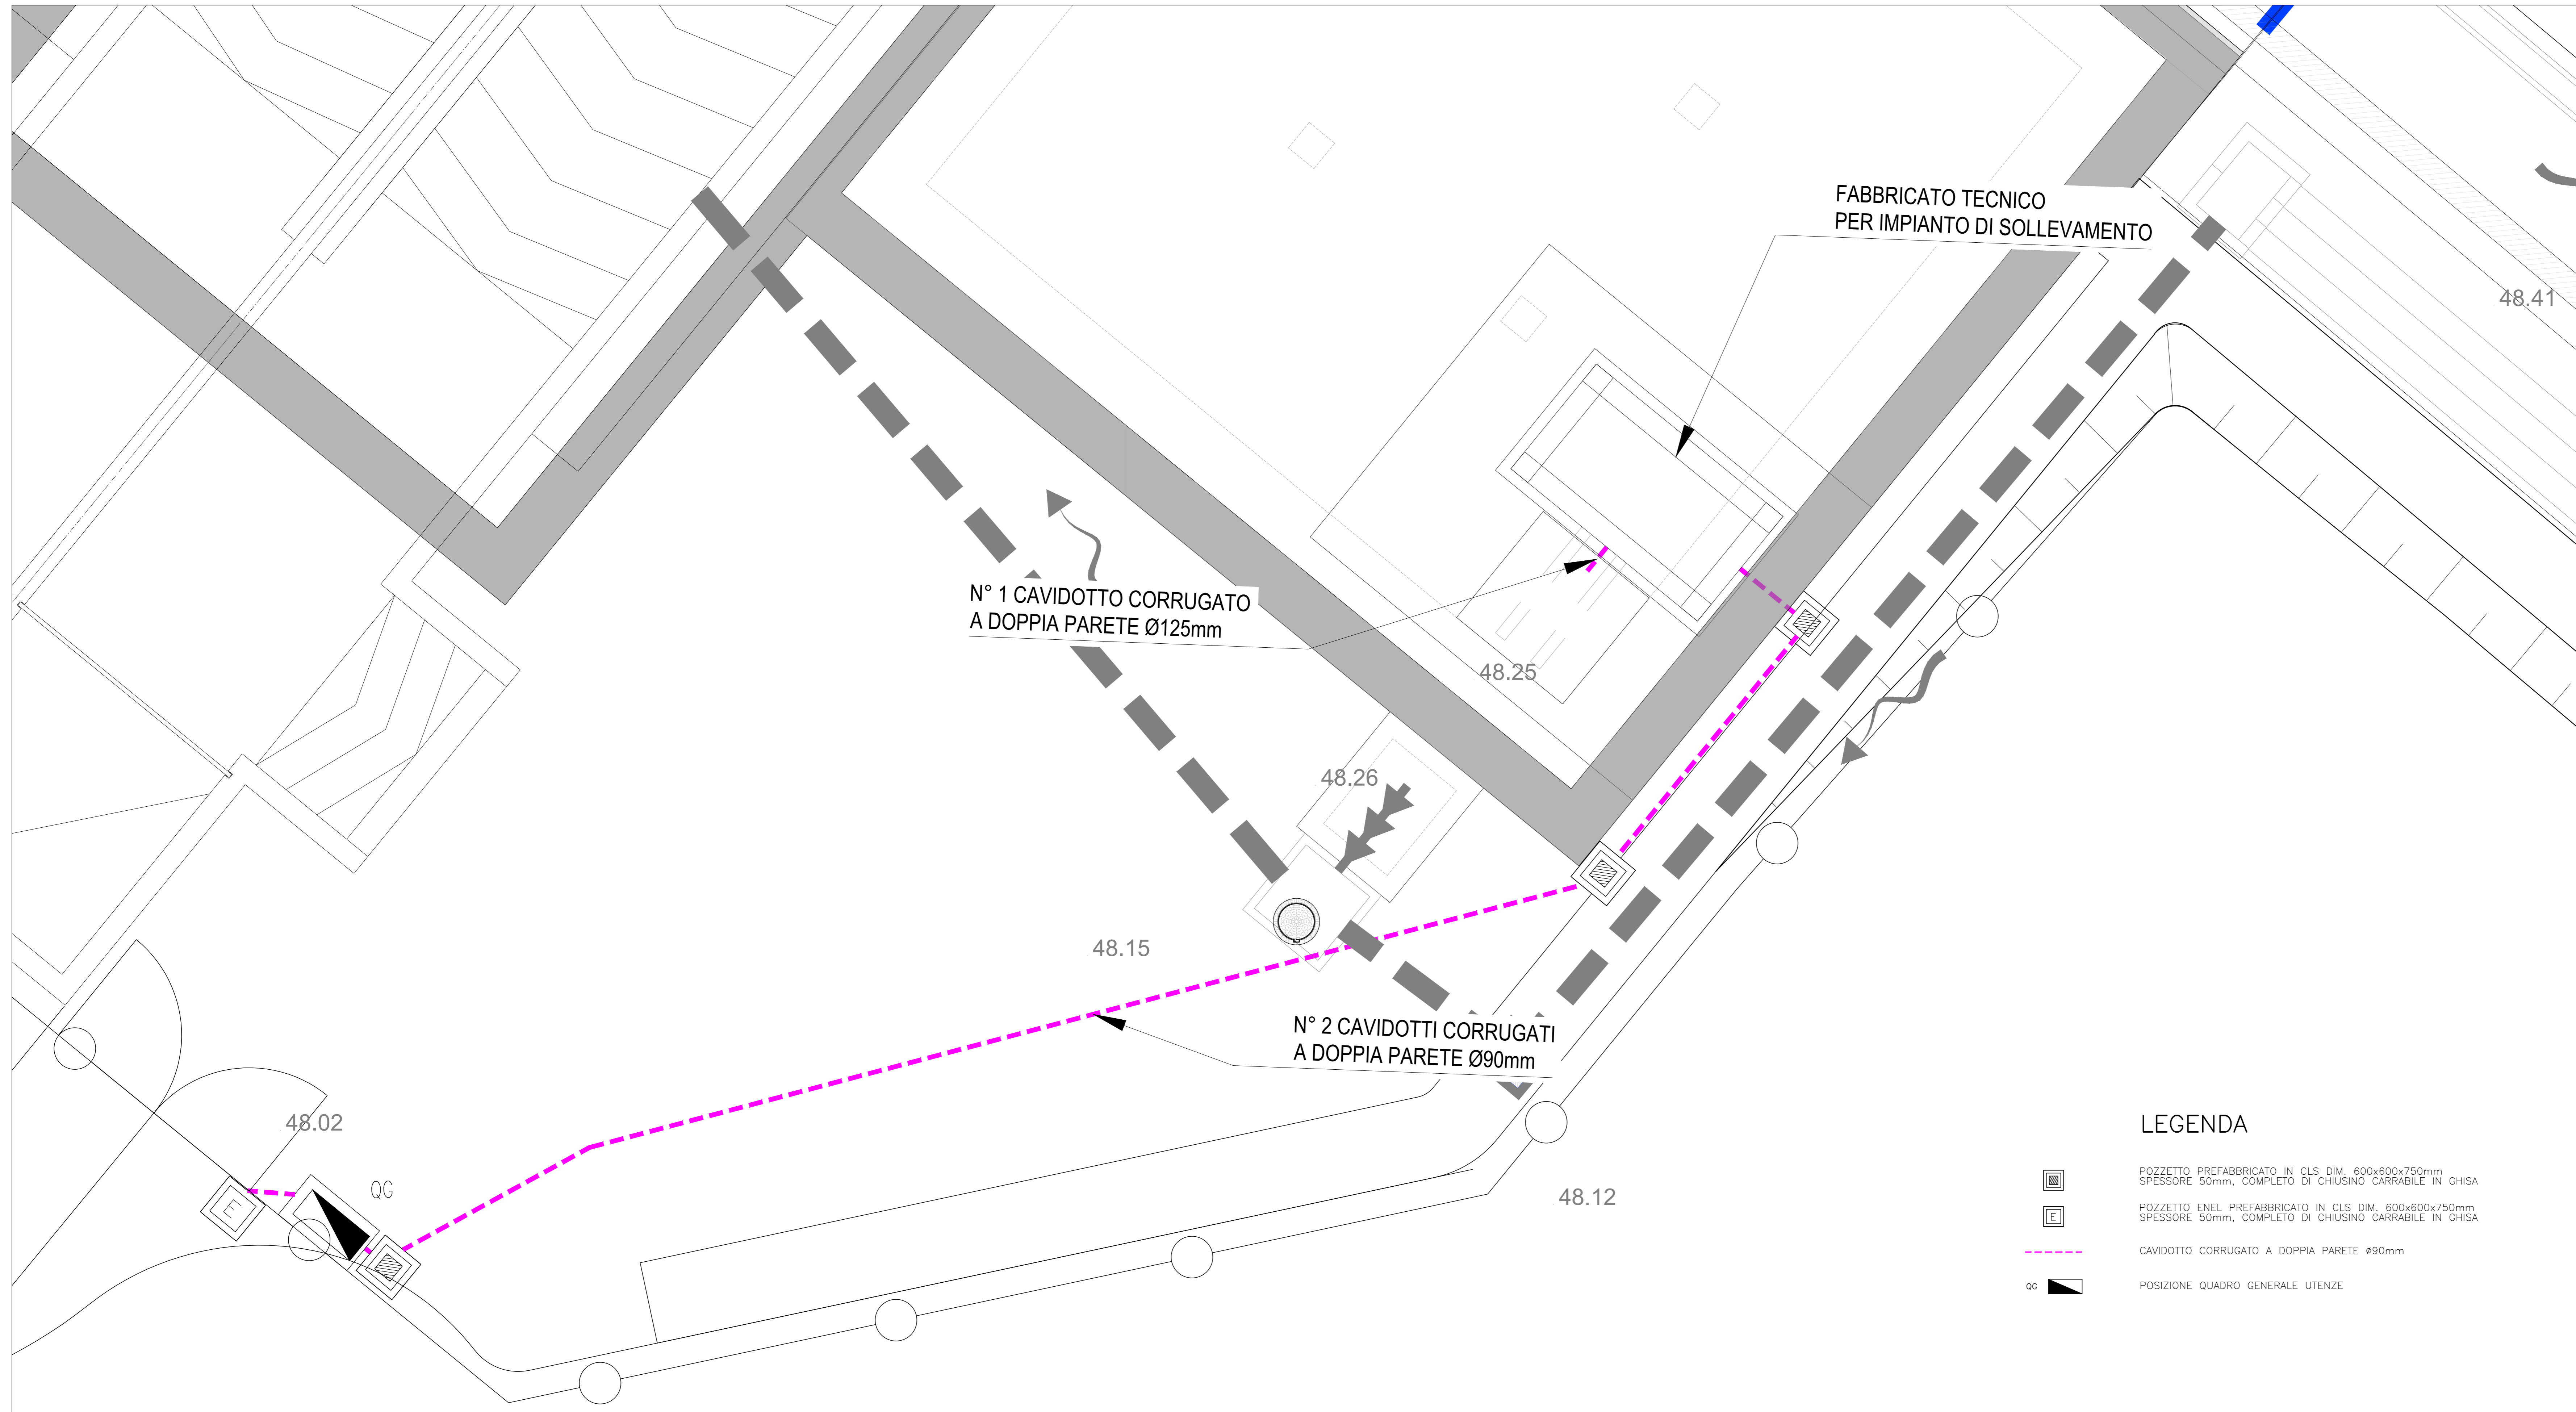 FABBRICATO TECNICO
PER IMPIANTO DI SOLLEVAMENTO
48.41
N° 1 CAVIDOTTO CORRUGATO
A DOPPIA PARETE Ø125mm
48.25
48.26
48.15
N° 2 CAVIDOTTI CORRUGATI
A DOPPIA PARETE Ø90mm
48.02
QG
E
48.12
LEGENDA
POZZETTO PREFABBRICATO IN CLS DIM. 600x600x750mm
SPESSORE 50mm, COMPLETO DI CHIUSINO CARRABILE IN GHISA
E
POZZETTO ENEL PREFABBRICATO IN CLS DIM. 600x600x750mm
SPESSORE 50mm, COMPLETO DI CHIUSINO CARRABILE IN GHISA
CAVIDOTTO CORRUGATO A DOPPIA PARETE ø90mm
QG
POSIZIONE QUADRO GENERALE UTENZE